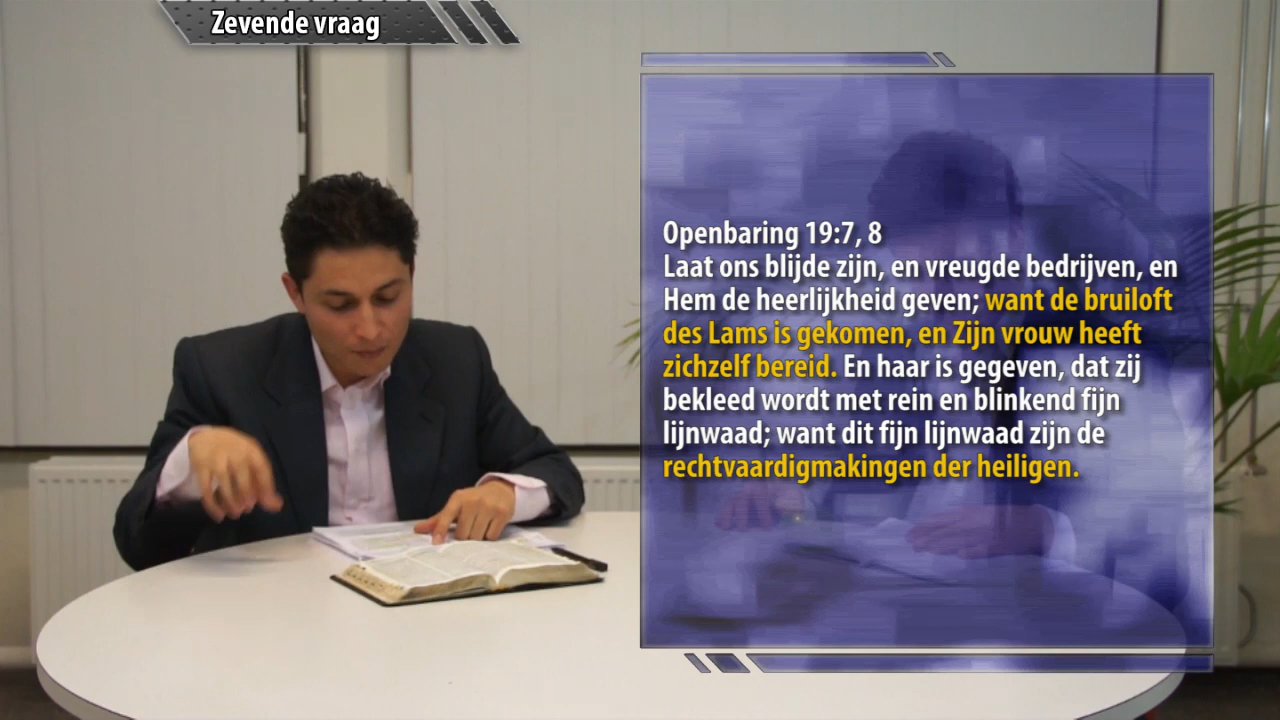 Zevende vraag
Openbaring 19:7, 8
Laat ons blijde zijn, en vreugde bedrijven, en
Hem de heerlijkheid geven; want de bruiloft
des Lams is gekomen, en Zijn vrouw heeft
zichzelf bereid. En haar is gegeven, dat zij
bekleed wordt met rein en blinkend fijn
lijnwaad; want dit fijn lijnwaad zijn de
rechtvaardigmakingen der heiligen.